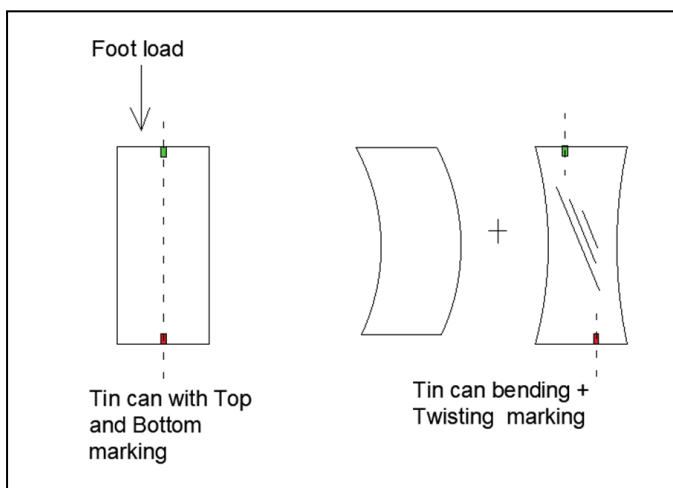 Foot load
Tin can with Top
and Bottom
marking
Tin can bending +
Twisting marking